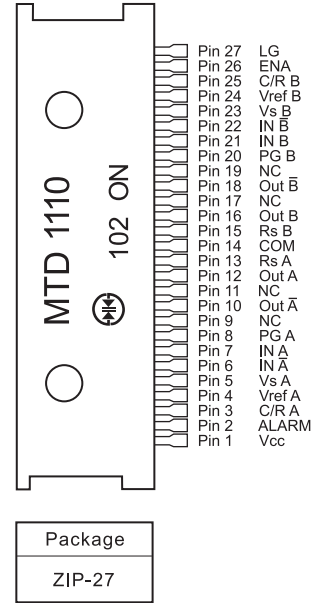 MTD 1110
102 ON
Pin 27 LG
Pin 26 ENA
Pin 25 C/R B
Pin 24 Vref B
Pin 23 Vs B
Pin 22 IN B̅
Pin 21 IN B
Pin 20 PG B
Pin 19 NC
Pin 18 Out B̅
Pin 17 NC
Pin 16 Out B
Pin 15 Rs B
Pin 14 COM
Pin 13 Rs A
Pin 12 Out A
Pin 11 NC
Pin 10 Out A̅
Pin 9 NC
Pin 8 PG A
Pin 7 IN A
Pin 6 IN A̅
Pin 5 Vs A
Pin 4 Vref A
Pin 3 C/R A
Pin 2 ALARM
Pin 1 Vcc
Package
ZIP-27